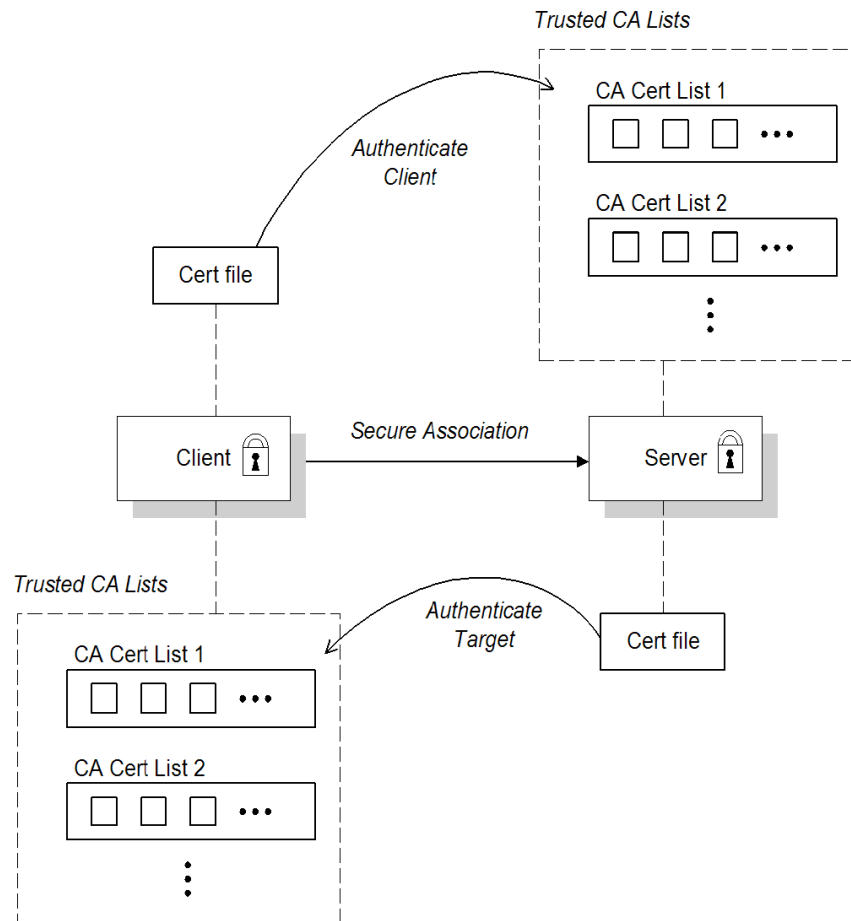 Trusted CA Lists
CA Cert List 1
Authenticate
Client
CA Cert List 2
Cert file
Secure Association
Client
Server
Trusted CA Lists
Authenticate
Target
Cert file
CA Cert List 1
CA Cert List 2